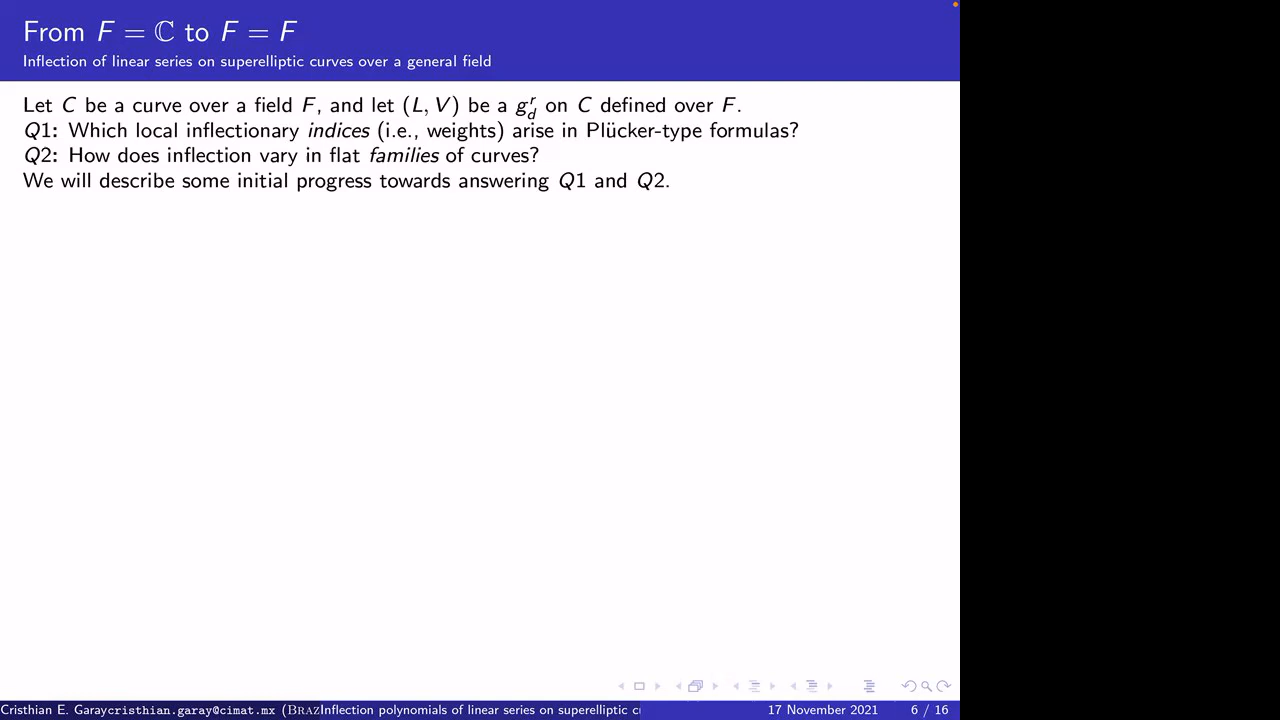 From F = ℂ to F = F
Inflection of linear series on superelliptic curves over a general field
Let C be a curve over a field F, and let (L, V) be a g^r_d on C defined over F.
Q1: Which local inflectionary indices (i.e., weights) arise in Plücker-type formulas?
Q2: How does inflection vary in flat families of curves?
We will describe some initial progress towards answering Q1 and Q2.
Cristhian E. Garaycristhian.garay@cimat.mx (Braz
Inflection polynomials of linear series on superelliptic c
17 November 2021
6 / 16